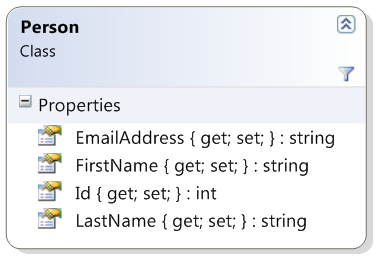 Person
Class
Properties
EmailAddress { get; set; } : string
FirstName { get; set; } : string
Id { get; set; } : int
LastName { get; set; } : string